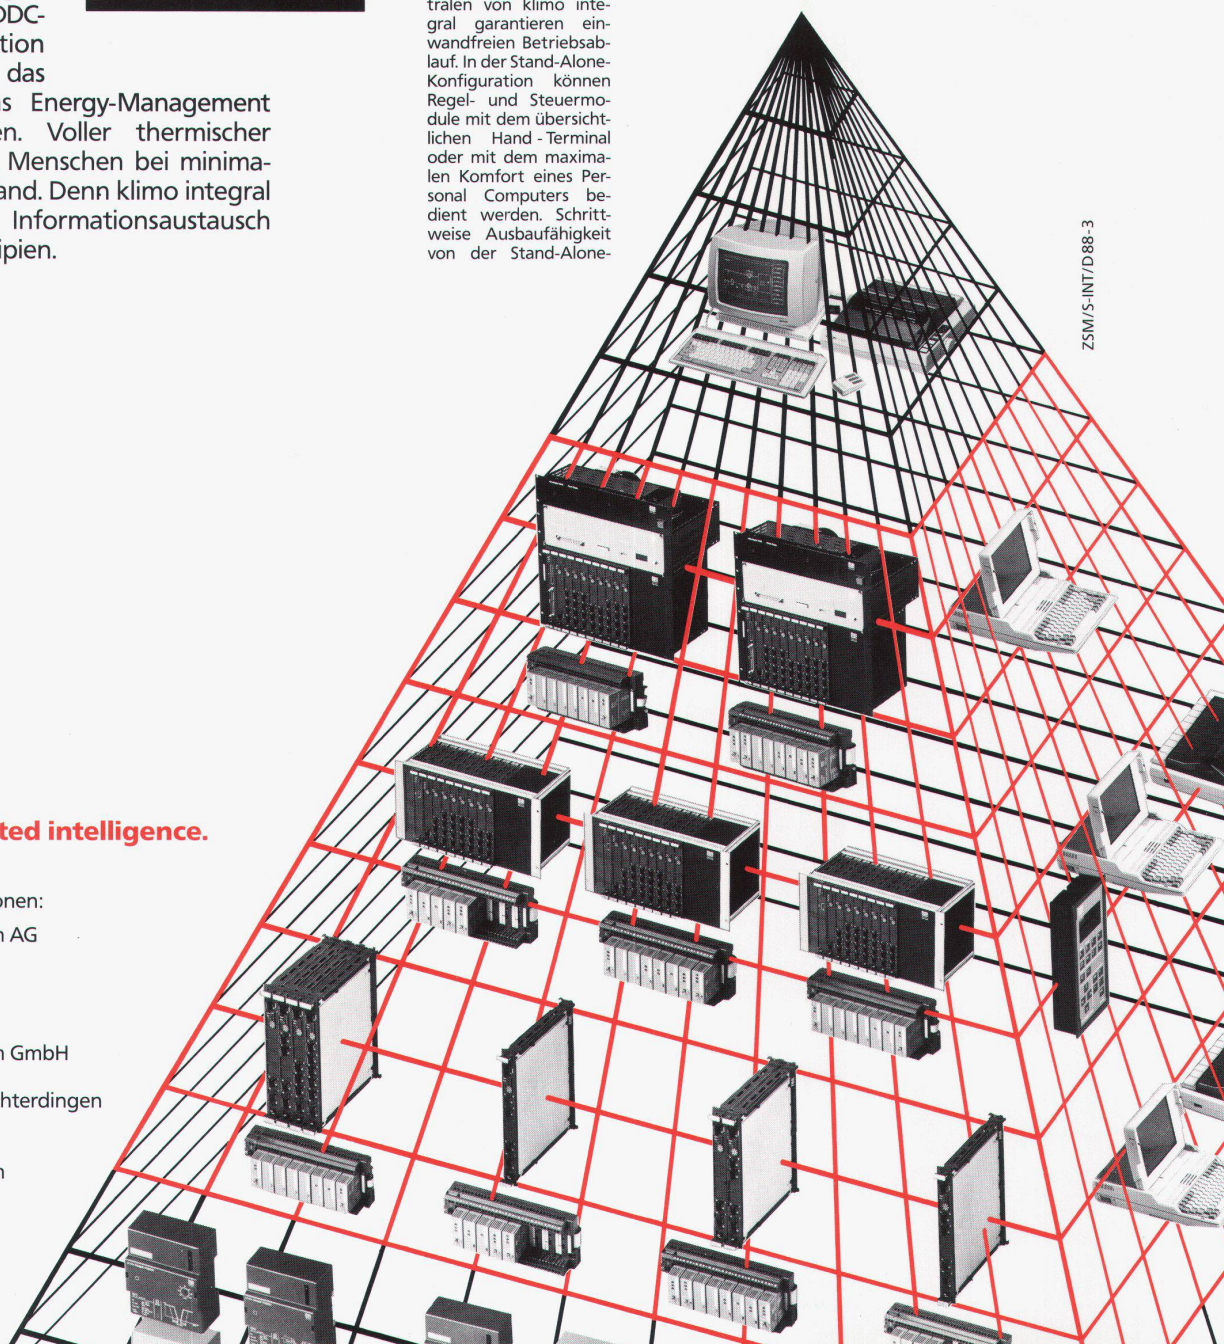 DDC-
tion
das
s Energy-Management
en. Voller thermischer
Menschen bei minima-
and. Denn klimo integral
Informationsaustausch
ipien.
tralen von klimo inte-
gral garantieren ein-
wandfreien Betriebsab-
lauf. In der Stand-Alone-
Konfiguration können
Regel- und Steuermo-
dule mit dem übersicht-
lichen Hand-Terminal
oder mit dem maxima-
len Komfort eines Per-
sonal Computers be-
dient werden. Schritt-
weise Ausbaufähigkeit
von der Stand-Alone-
ZSM/S-INT/D88-3
ted intelligence.
onen:
n AG
n GmbH
hterdingen
n